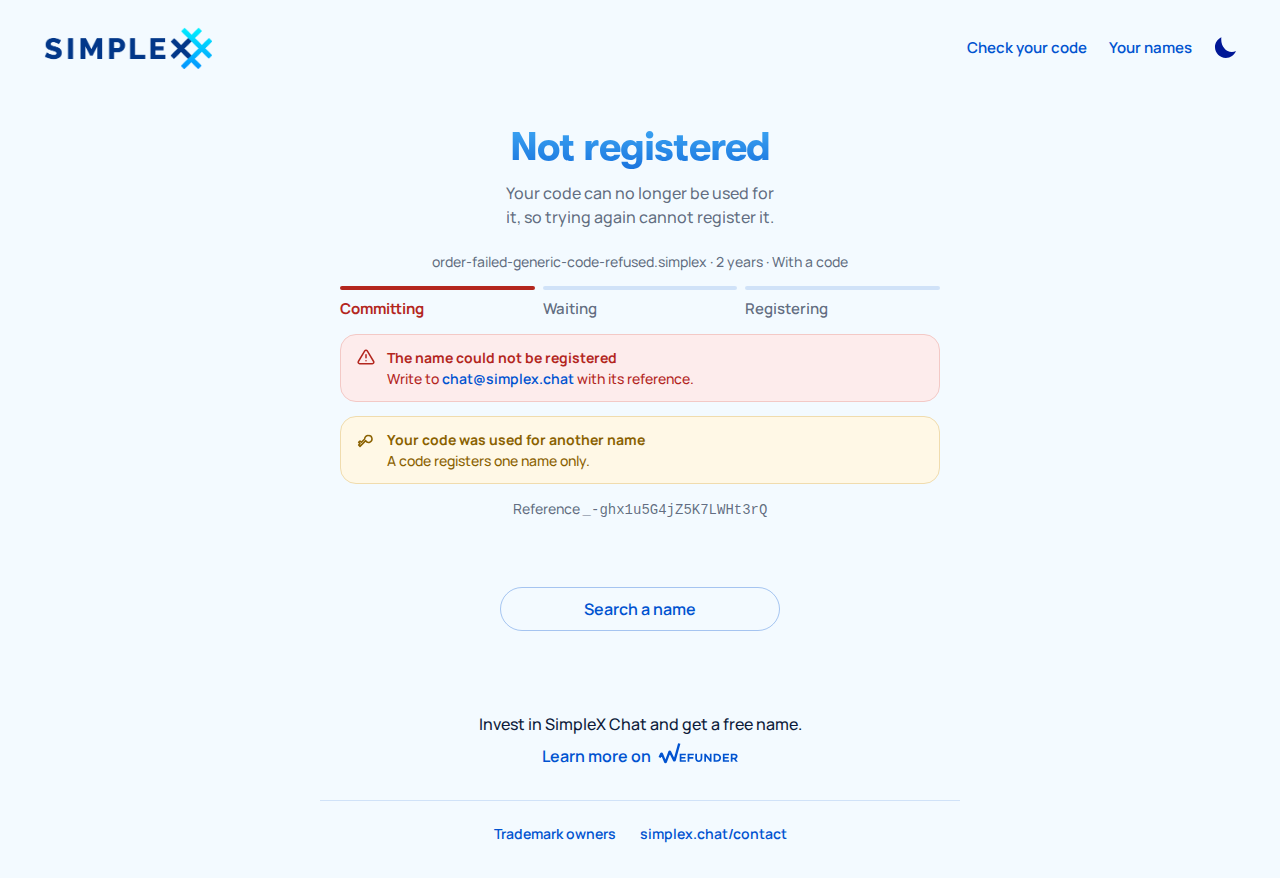 SIMPLEX
Check your code
Your names
Not registered
Your code can no longer be used for
it, so trying again cannot register it.
order-failed-generic-code-refused.simplex · 2 years · With a code
Committing
Waiting
Registering
The name could not be registered
Write to chat@simplex.chat with its reference.
Your code was used for another name
A code registers one name only.
Reference _-ghx1u5G4jZ5K7LWHt3rQ
Search a name
Invest in SimpleX Chat and get a free name.
Learn more on WEFUNDER
Trademark owners
simplex.chat/contact